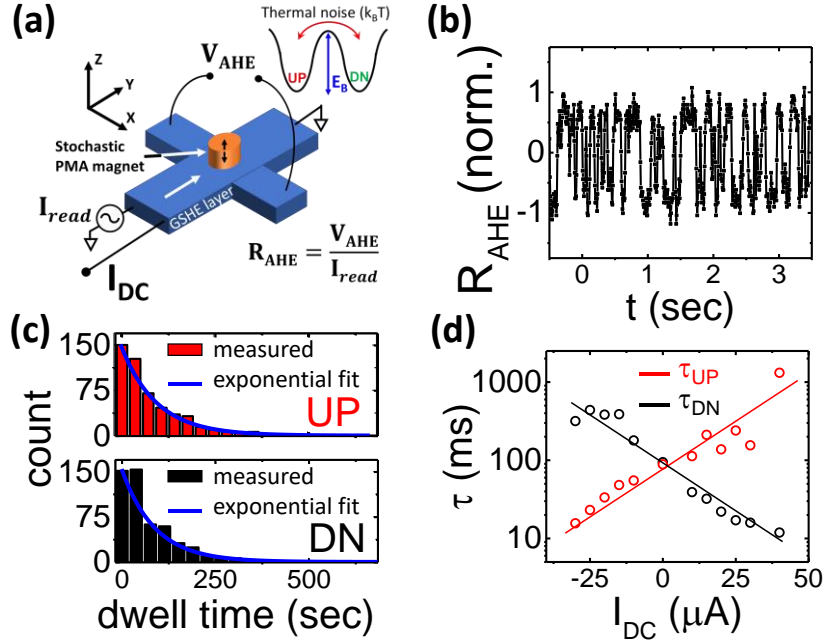 (a)
Thermal noise (kBT)
UP
EB
DN
VAHE
Z
Y
X
Stochastic
PMA magnet
GSHE layer
Iread
IDC
RAHE = VAHE / Iread
(b)
RAHE (norm.)
1
0
-1
0 1 2 3
t (sec)
(c)
count
150
75
0
measured
exponential fit
UP
150
75
0
measured
exponential fit
DN
0 250 500
dwell time (sec)
(d)
τ (ms)
1000
100
10
τUP
τDN
-25 0 25 50
IDC (μA)